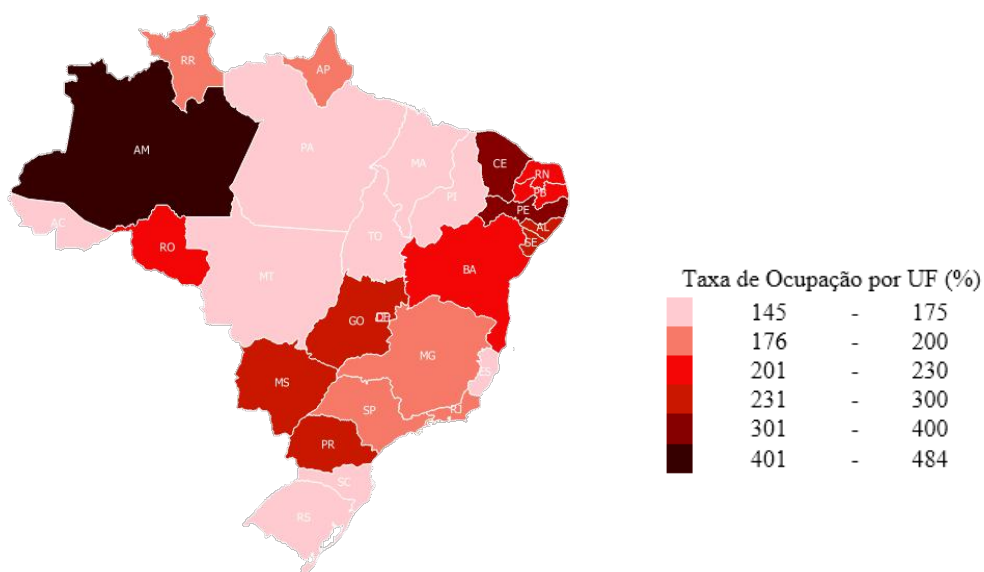 RR
AP
AM
PA
MA
CE
RN
PB
PI
PE
AL
SE
AC
TO
RO
BA
MT
GO
DF
MG
ES
MS
SP
RJ
PR
SC
RS
Taxa de Ocupação por UF (%)
145 - 175
176 - 200
201 - 230
231 - 300
301 - 400
401 - 484